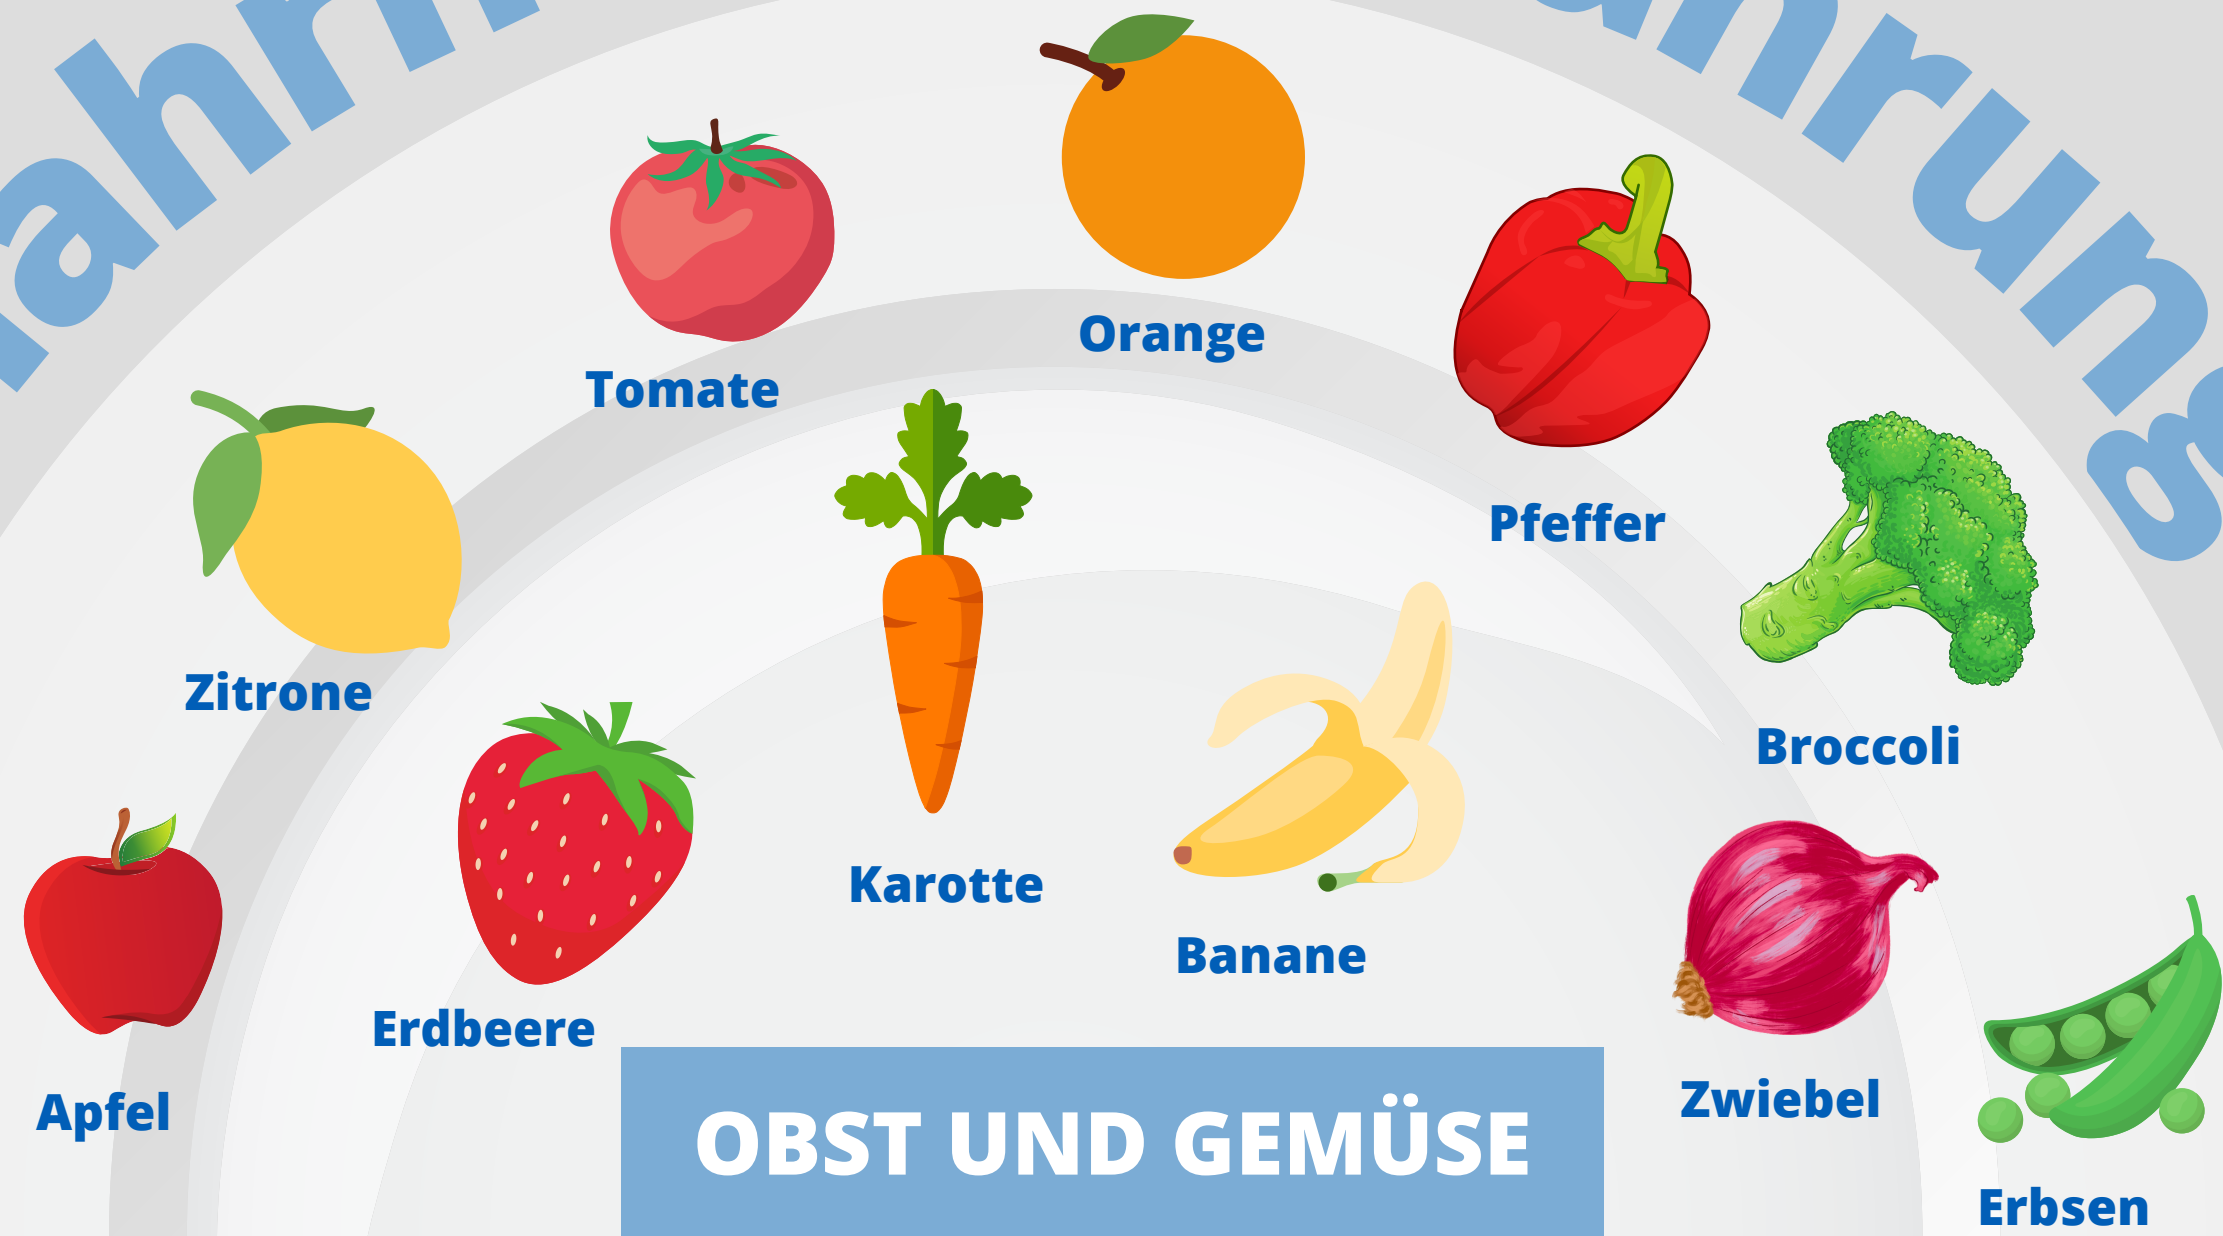 Orange
Tomate
Pfeffer
Zitrone
Broccoli
Karotte
Banane
Erdbeere
Apfel
Zwiebel
Erbsen
OBST UND GEMÜSE